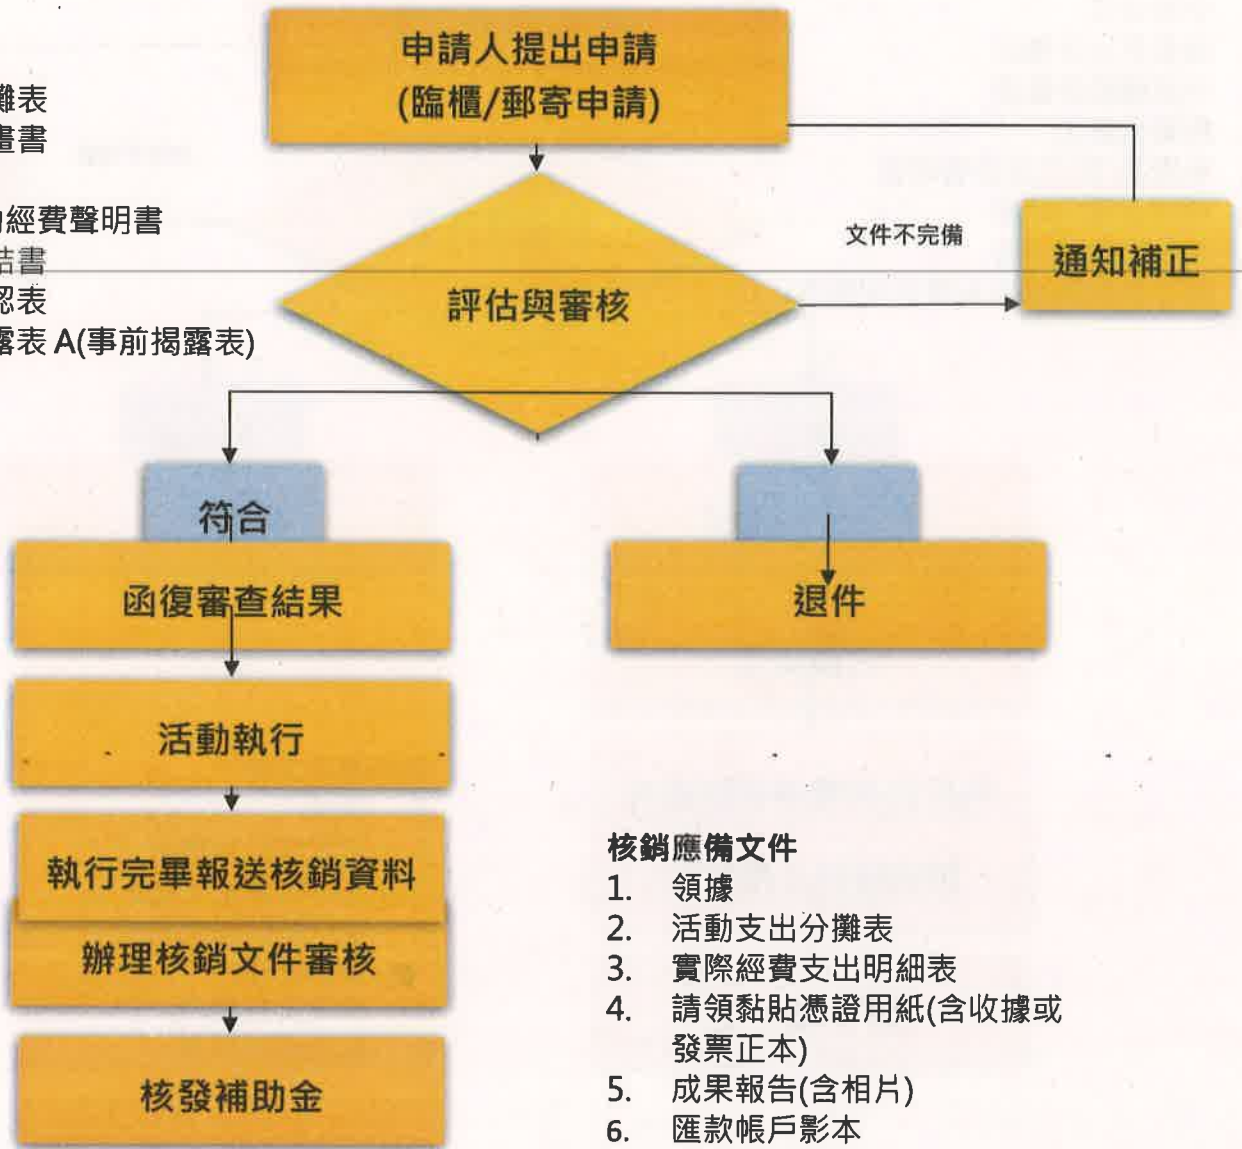 申請人提出申請
(臨櫃/郵寄申請)
攤表
畫書
經費聲明書
結書
認表
露表 A(事前揭露表)
文件不完備
通知補正
評估與審核
符合
函復審查結果
退件
活動執行
執行完畢報送核銷資料
辦理核銷文件審核
核發補助金
核銷應備文件
1. 領據
2. 活動支出分攤表
3. 實際經費支出明細表
4. 請領黏貼憑證用紙(含收據或
發票正本)
5. 成果報告(含相片)
6. 匯款帳戶影本